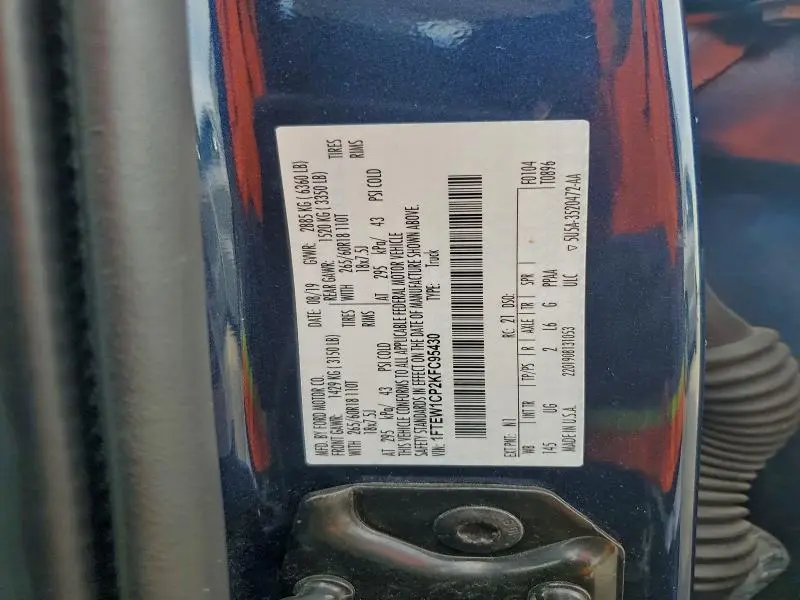 MFD. BY FORD MOTOR CO.
DATE: 08/19 GVWR: 2885 KG ( 6360 LB)
FRONT GAWR: 1429 KG ( 3150 LB) REAR GAWR: 1520 KG ( 3350 LB)
WITH 265/60R18 110T TIRES WITH 265/60R18 110T TIRES
18x7.5J RIMS 18x7.5J RIMS
AT 295 kPa/ 43 PSI COLD AT 295 kPa/ 43 PSI COLD
THIS VEHICLE CONFORMS TO ALL APPLICABLE FEDERAL MOTOR VEHICLE
SAFETY STANDARDS IN EFFECT ON THE DATE OF MANUFACTURE SHOWN ABOVE.
VIN: 1FTEW1CP2KFC95430 TYPE: Truck
EXT PNT: N1 RC: 21 DSO: F0104
T0896
WB INT TR TP/PS R AXLE TR SPR
145 UG 2 L6 G PPAA
MADE IN U.S.A. 2201908131053 ULC 5U5A-3520472-AA